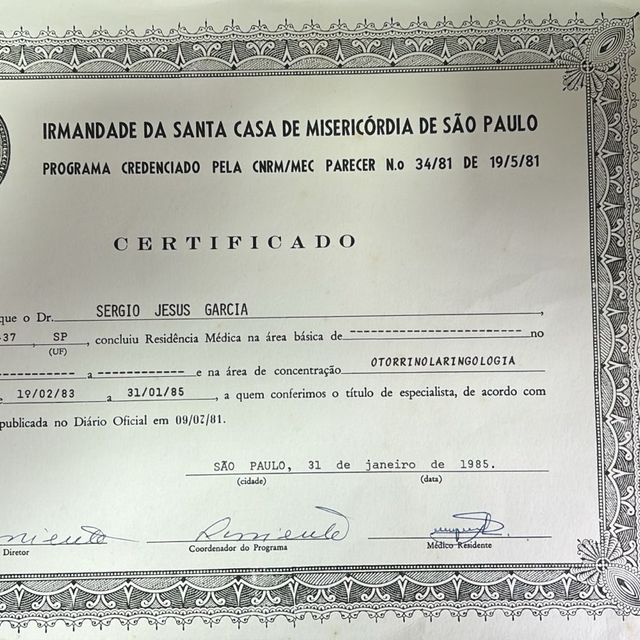 IRMANDADE DA SANTA CASA DE MISERICÓRDIA DE SÃO PAULO
PROGRAMA CREDENCIADO PELA CNRM/MEC PARECER N.o 34/81 DE 19/5/81
CERTIFICADO
que o Dr. SERGIO JESUS GARCIA,
37, SP, concluiu Residência Médica na área básica de ------------------------ no
(UF)
------------ a ------------ e na área de concentração OTORRINOLARINGOLOGIA
, 19/02/83 a 31/01/85, a quem conferimos o título de especialista, de acordo com
publicada no Diário Oficial em 09/07/81.
SÃO PAULO, 31 de janeiro de 1985.
(cidade) (data)
Diretor Coordenador do Programa Médico Residente